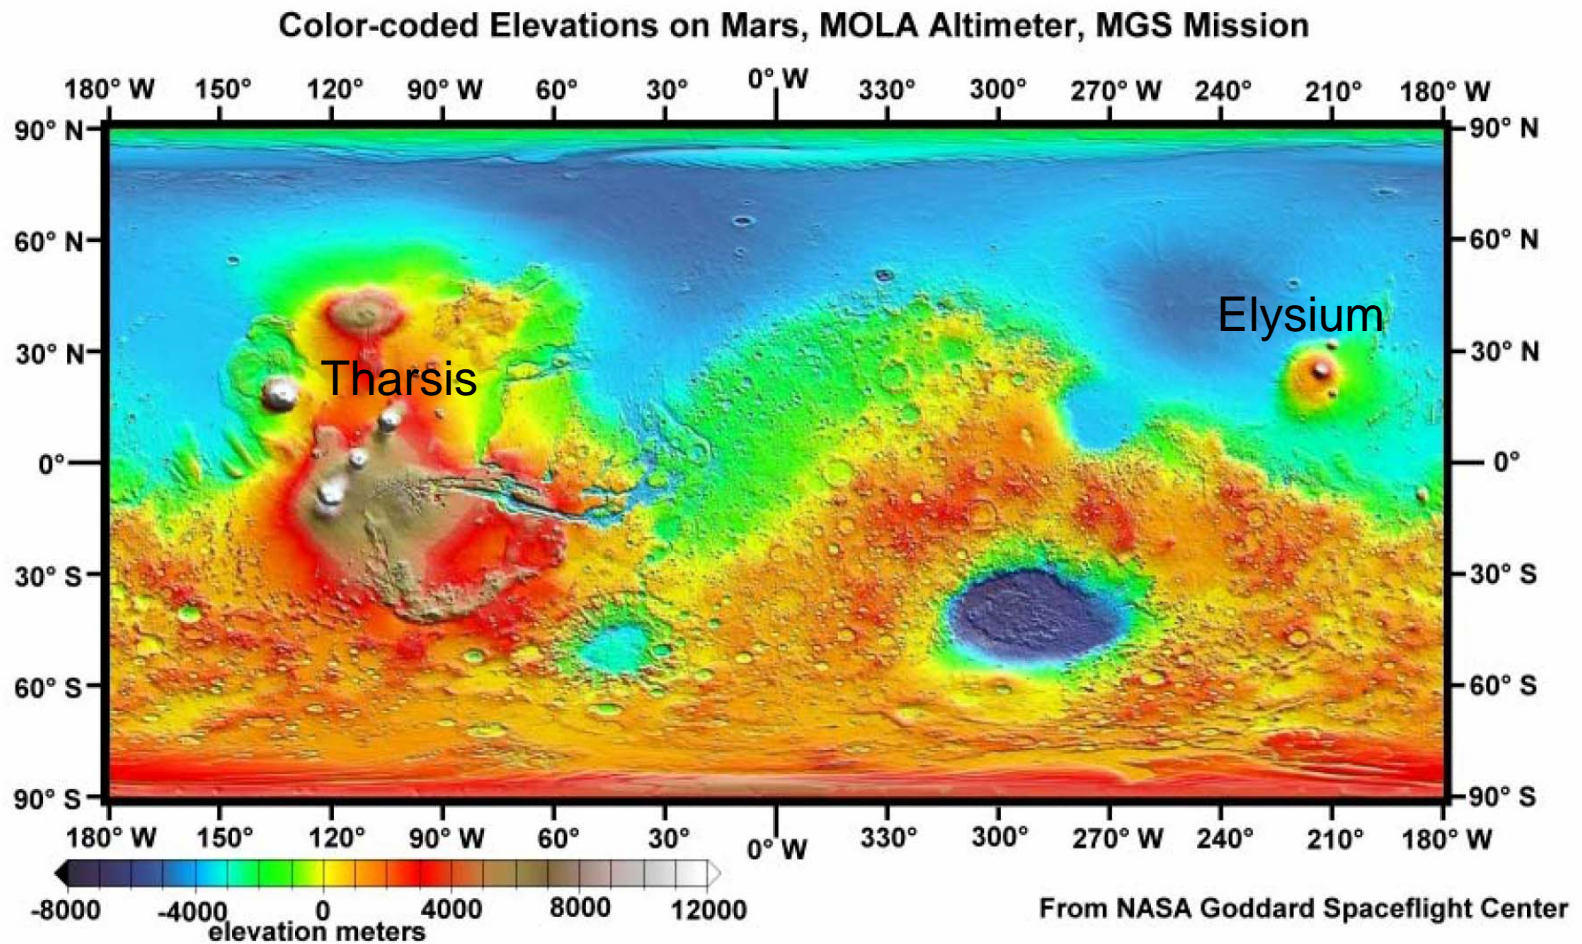 Color-coded Elevations on Mars, MOLA Altimeter, MGS Mission
180° W 150° 120° 90° W 60° 30° 0° W 330° 300° 270° W 240° 210° 180° W
90° N 90° N
60° N 60° N
Elysium
30° N 30° N
Tharsis
0° 0°
30° S 30° S
60° S 60° S
90° S 90° S
180° W 150° 120° 90° W 60° 30° 0° W 330° 300° 270° W 240° 210° 180° W
-8000 -4000 0 4000 8000 12000
elevation meters
From NASA Goddard Spaceflight Center